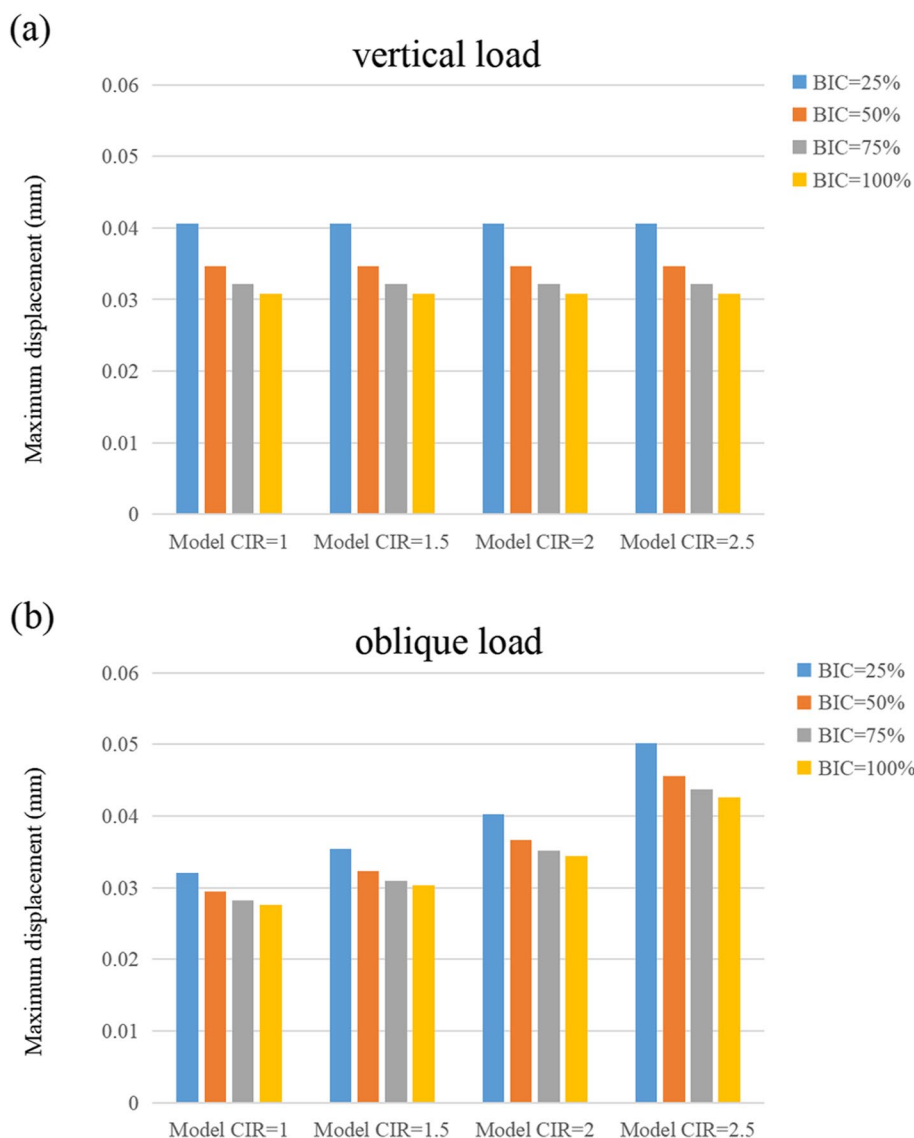 (a)
vertical load
Maximum displacement (mm)
0.06
0.05
0.04
0.03
0.02
0.01
0
Model CIR=1
Model CIR=1.5
Model CIR=2
Model CIR=2.5
BIC=25%
BIC=50%
BIC=75%
BIC=100%
(b)
oblique load
Maximum displacement (mm)
0.06
0.05
0.04
0.03
0.02
0.01
0
Model CIR=1
Model CIR=1.5
Model CIR=2
Model CIR=2.5
BIC=25%
BIC=50%
BIC=75%
BIC=100%